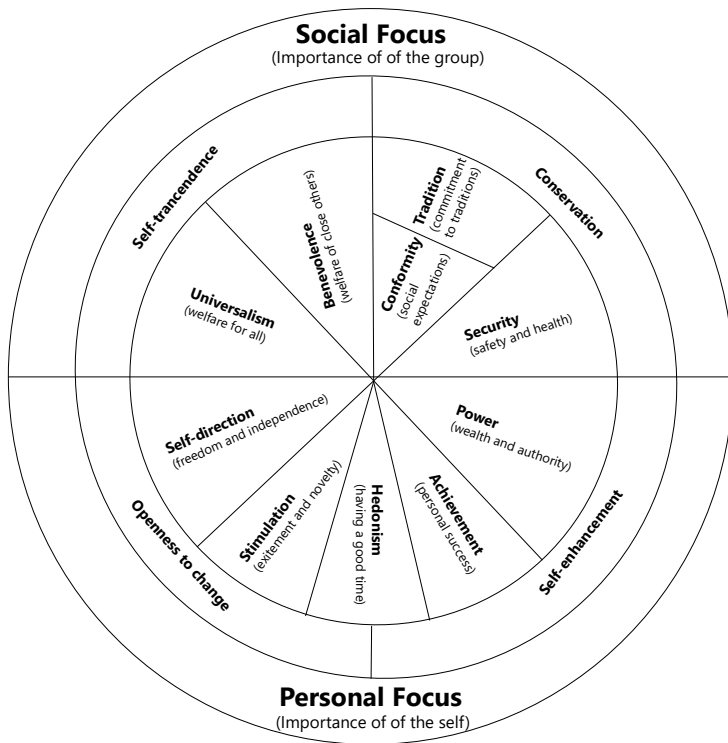 Social Focus
(Importance of of the group)
Self-trancendence
Conservation
Benevolence
(welfare of close others)
Tradition
(commitment
to traditions)
Conformity
(social
expectations)
Universalism
(welfare for all)
Security
(safety and health)
Self-direction
(freedom and independence)
Power
(wealth and authority)
Stimulation
(exitement and novelty)
Hedonism
(having a good time)
Achievement
(personal success)
Openness to change
Self-enhancement
Personal Focus
(Importance of of the self)